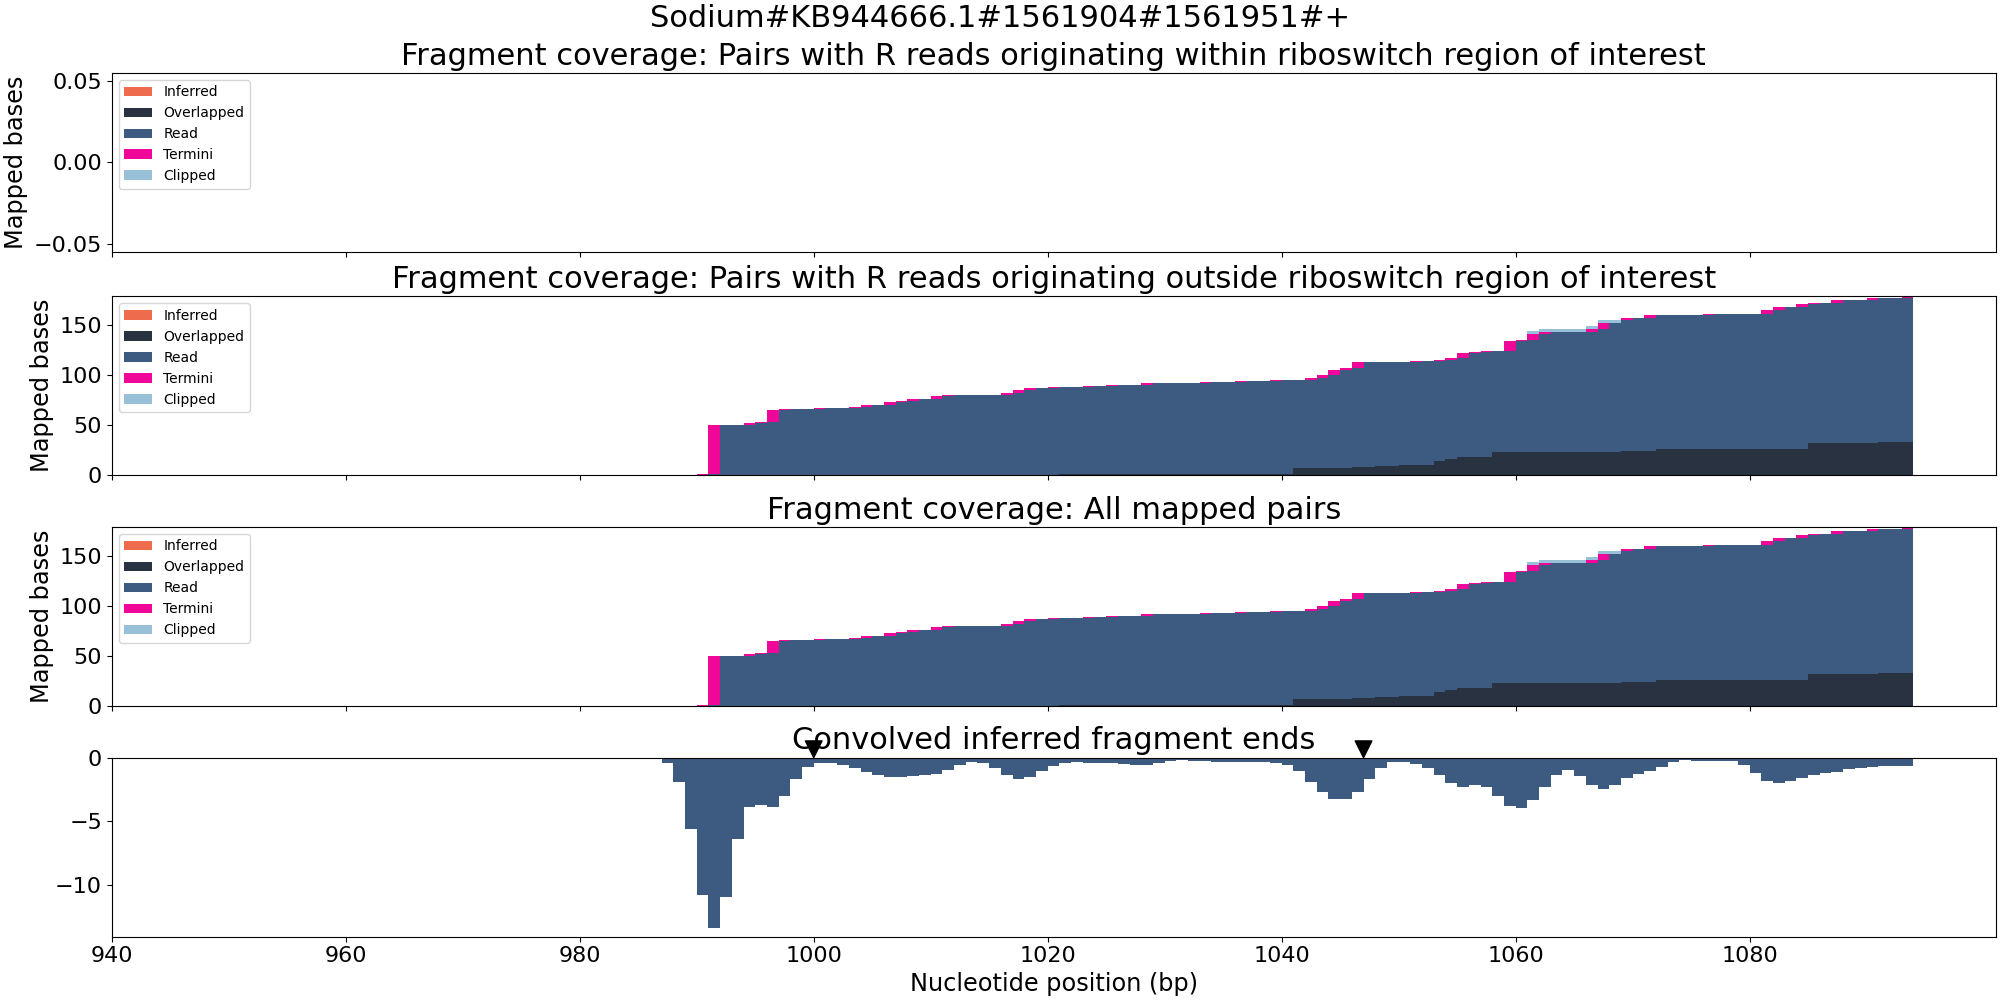 Sodium#KB944666.1#1561904#1561951#+
Fragment coverage: Pairs with R reads originating within riboswitch region of interest
Mapped bases
0.05
0.00
−0.05
Inferred
Overlapped
Read
Termini
Clipped
Fragment coverage: Pairs with R reads originating outside riboswitch region of interest
Mapped bases
150
100
50
0
Inferred
Overlapped
Read
Termini
Clipped
Fragment coverage: All mapped pairs
Mapped bases
150
100
50
0
Inferred
Overlapped
Read
Termini
Clipped
Convolved inferred fragment ends
0
−5
−10
940 960 980 1000 1020 1040 1060 1080
Nucleotide position (bp)